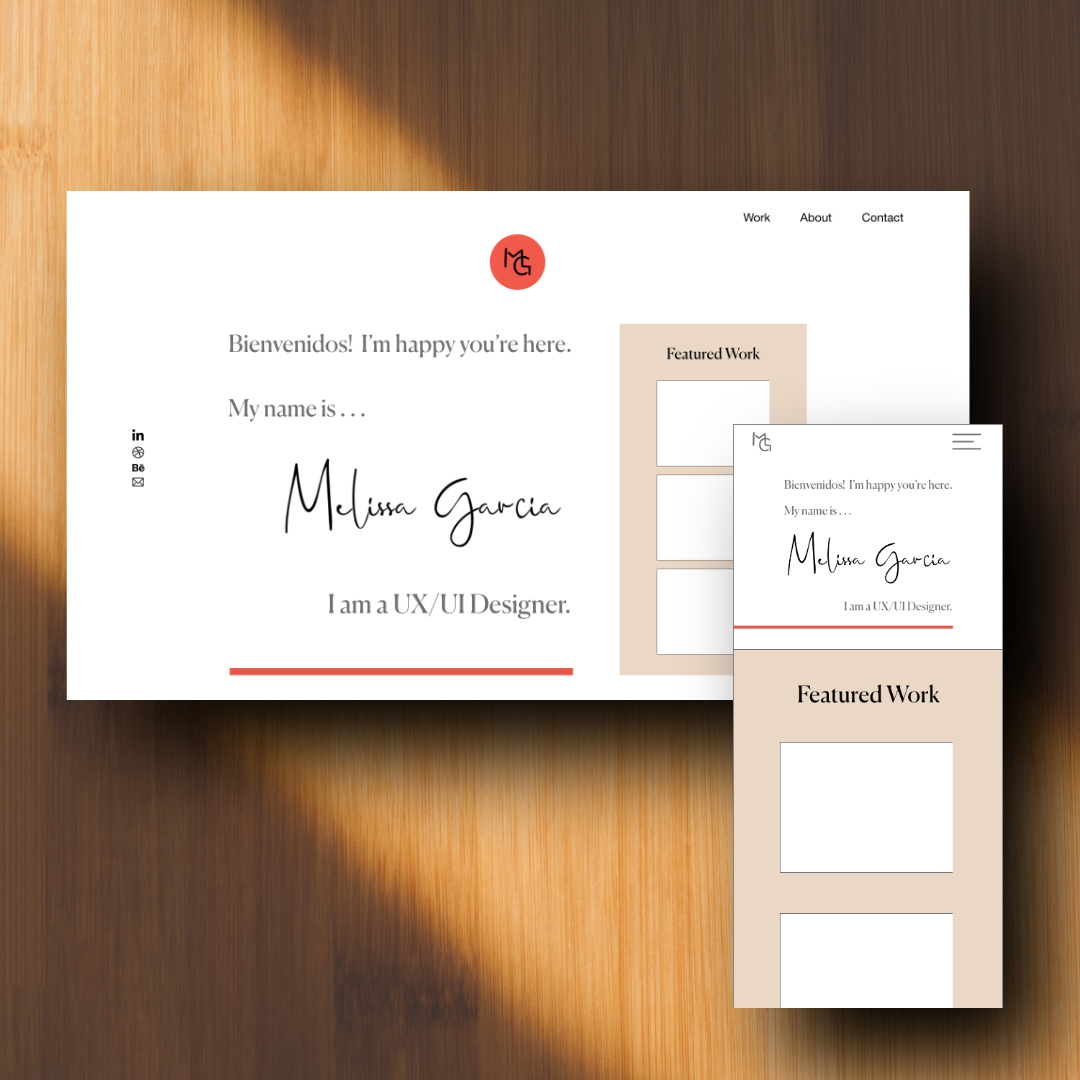 Work About Contact
MG
Bienvenidos! I'm happy you're here.
My name is . . .
Melissa Garcia
I am a UX/UI Designer.
in
Bē
Featured Work
MG
Bienvenidos! I'm happy you're here.
My name is . . .
Melissa Garcia
I am a UX/UI Designer.
Featured Work